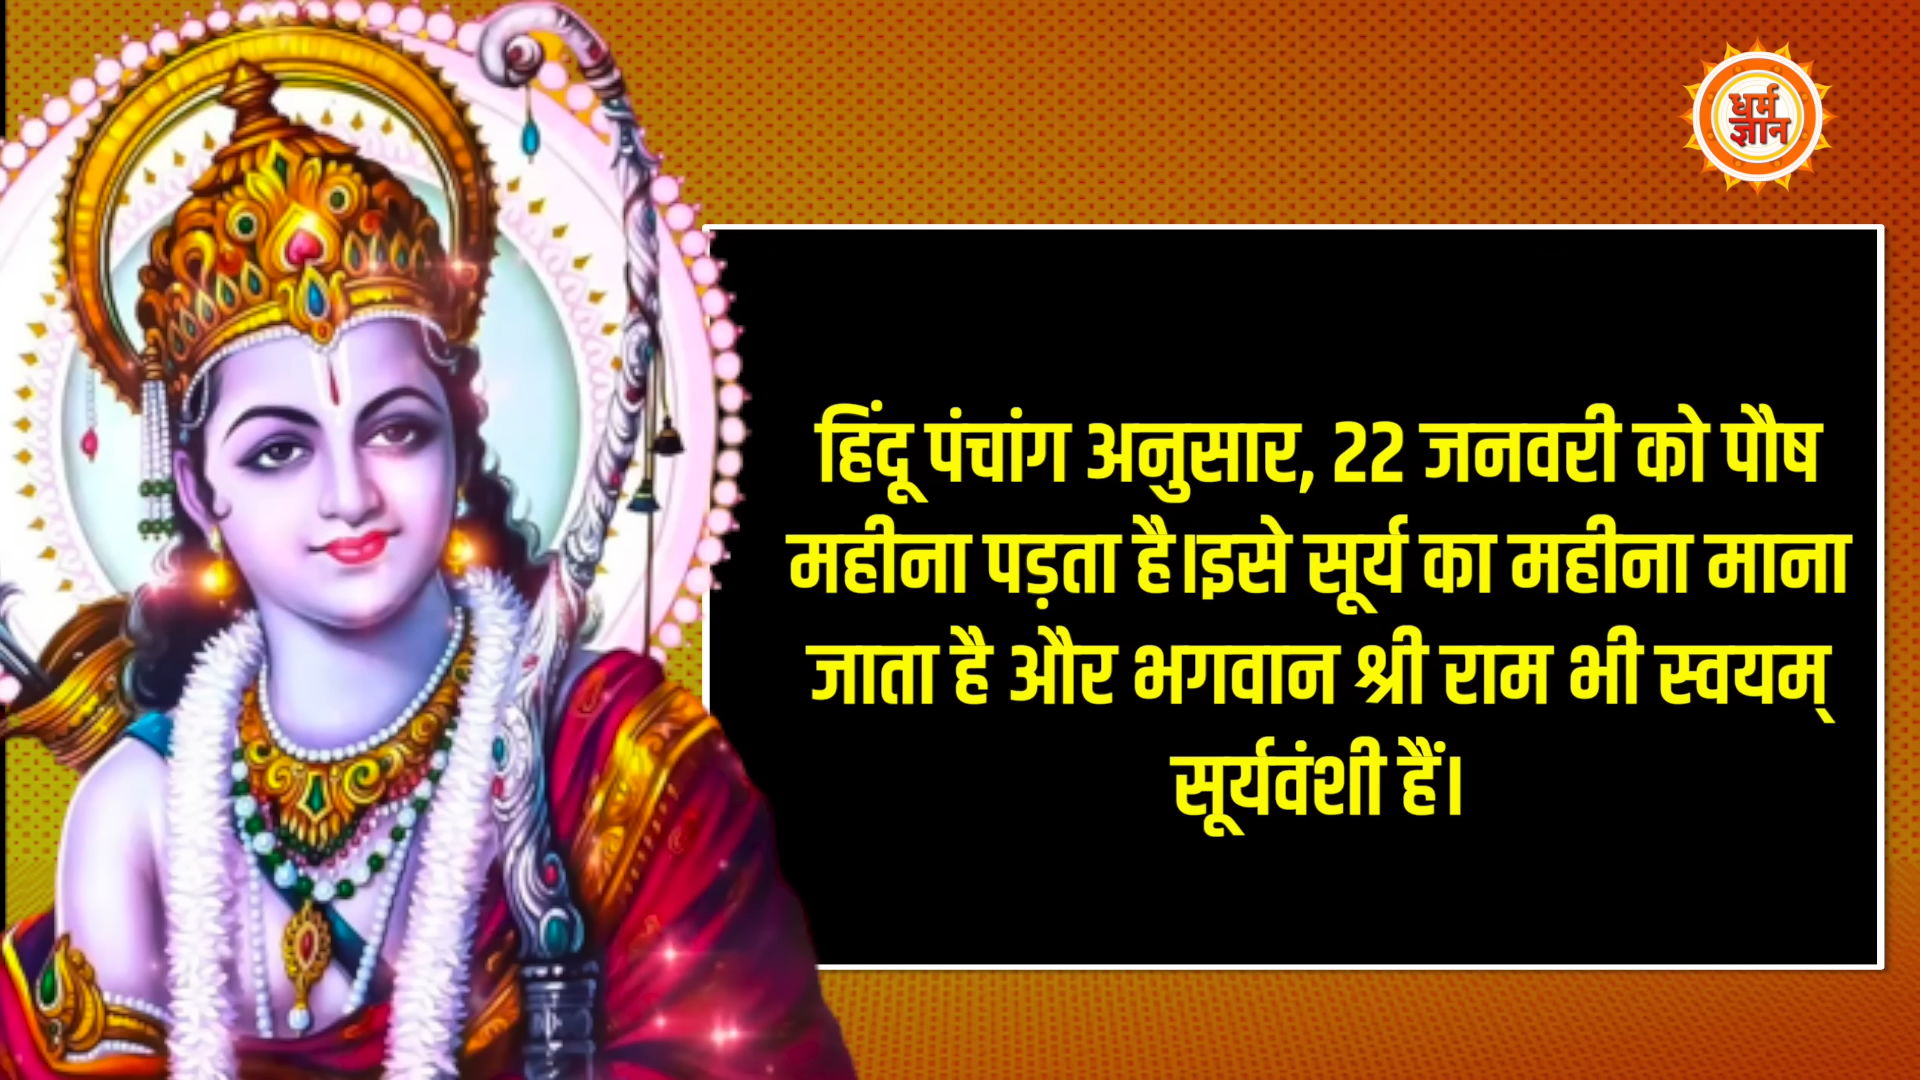 धर्म
ज्ञान
हिंदू पंचांग अनुसार, 22 जनवरी को पौष
महीना पड़ता है।इसे सूर्य का महीना माना
जाता है और भगवान श्री राम भी स्वयम्
सूर्यवंशी हैं।